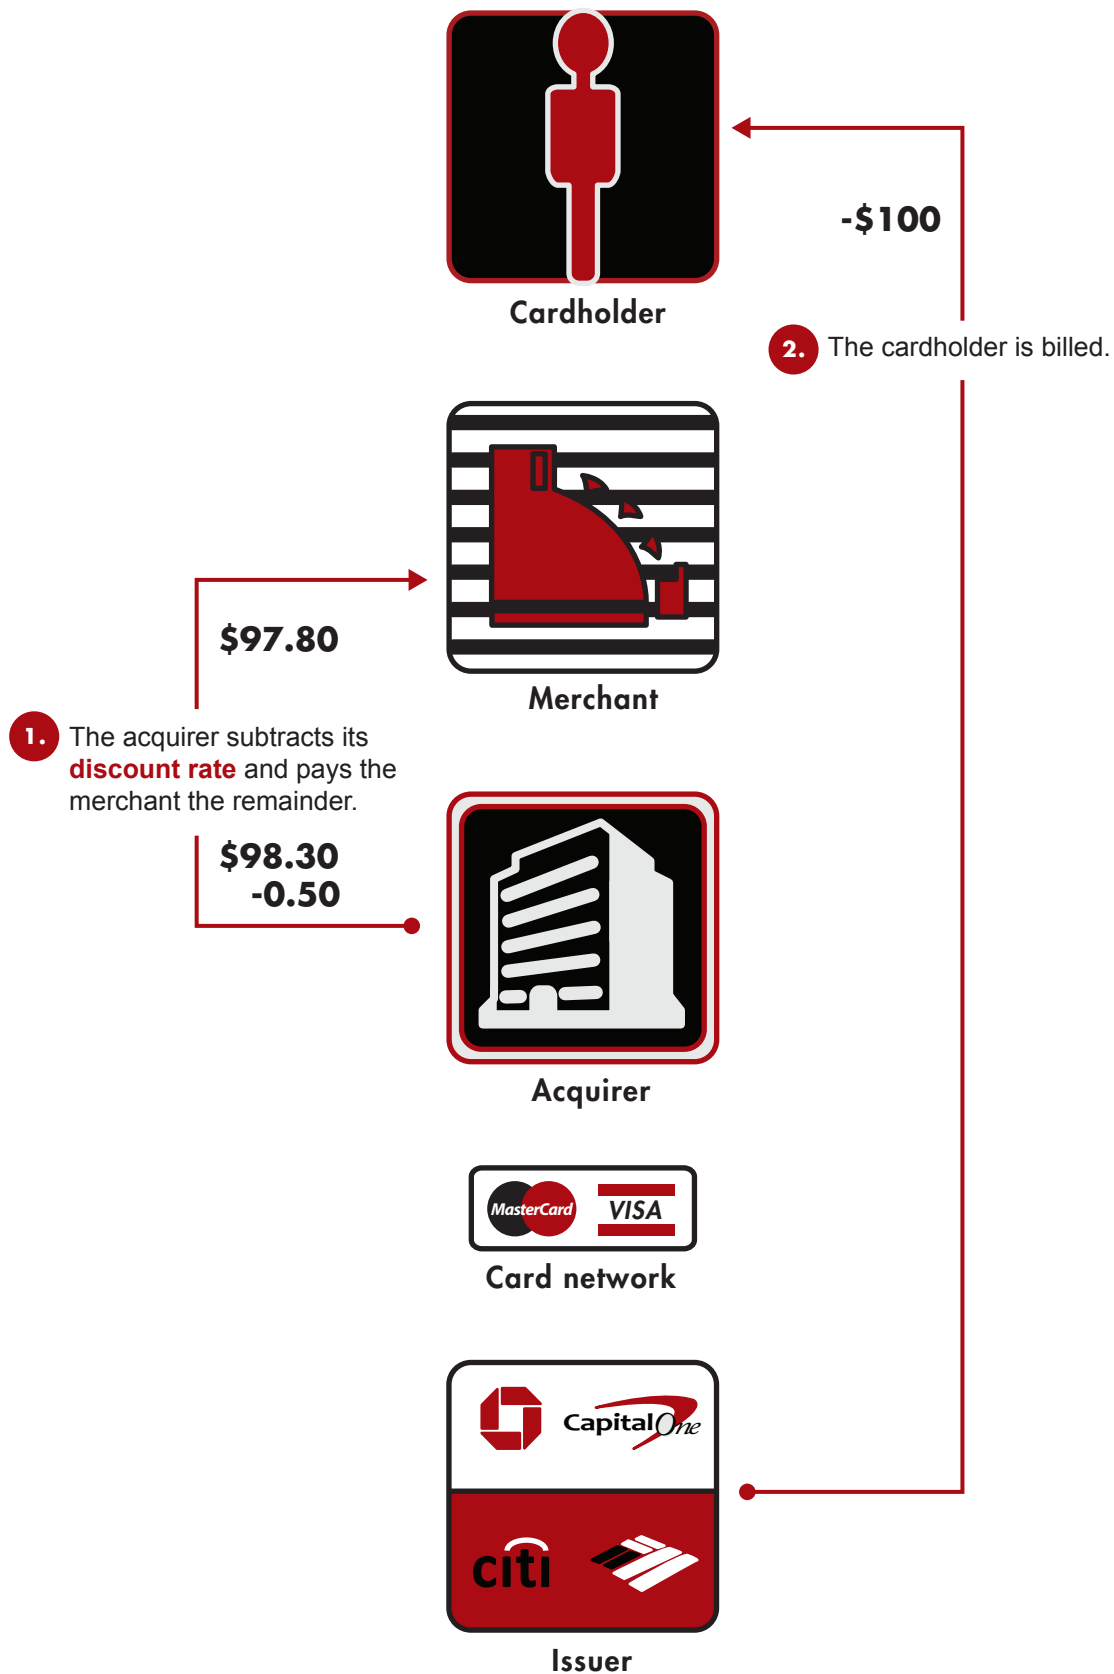 Cardholder
-$100
2. The cardholder is billed.
Merchant
$97.80
1. The acquirer subtracts its
discount rate and pays the
merchant the remainder.
$98.30
-0.50
Acquirer
MasterCard VISA
Card network
CapitalOne
citi
Issuer